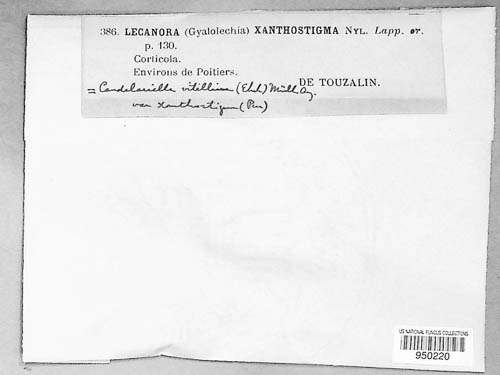 386. LECANORA (Gyalolechia) XANTHOSTIGMA NYL. Lapp. or.
p. 130.
Corticola.
Environs de Poitiers.
DE TOUZALIN.
= Candelariella vitellina (Ehrh.) Müll. Arg.
var xanthostigma (Pers)
US NATIONAL FUNGUS COLLECTIONS
950220